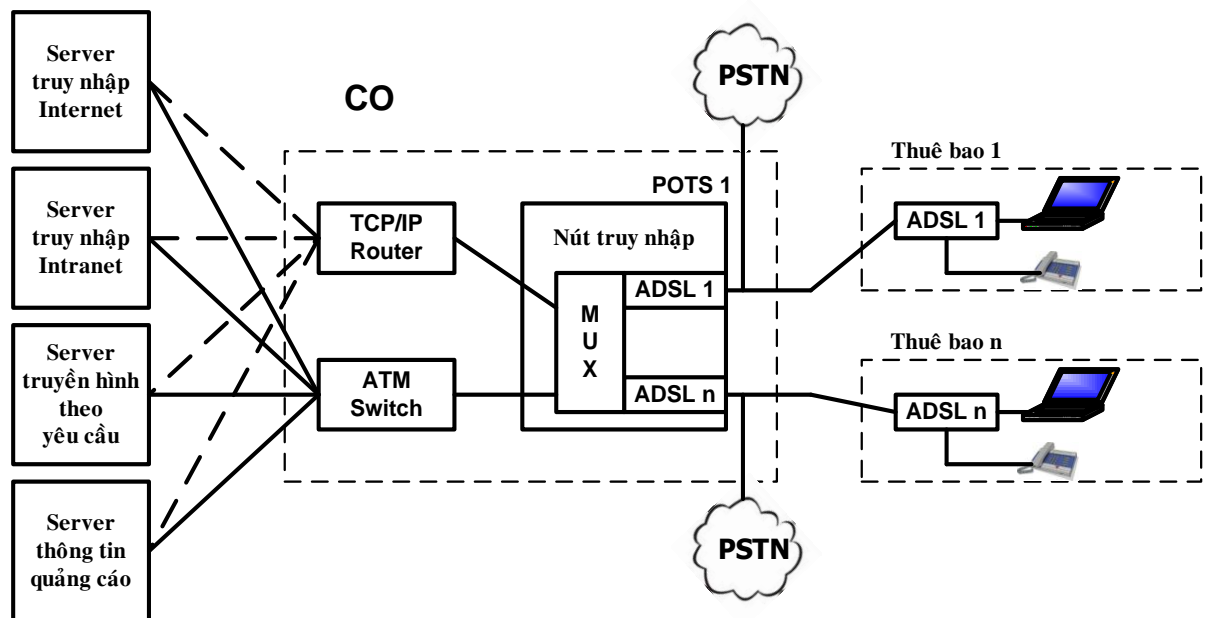 Server
truy nhập
Internet
Server
truy nhập
Intranet
Server
truyền hình
theo
yêu cầu
Server
thông tin
quảng cáo
CO
TCP/IP
Router
ATM
Switch
POTS 1
Nút truy nhập
M
U
X
ADSL 1
ADSL n
PSTN
PSTN
Thuê bao 1
ADSL 1
Thuê bao n
ADSL n